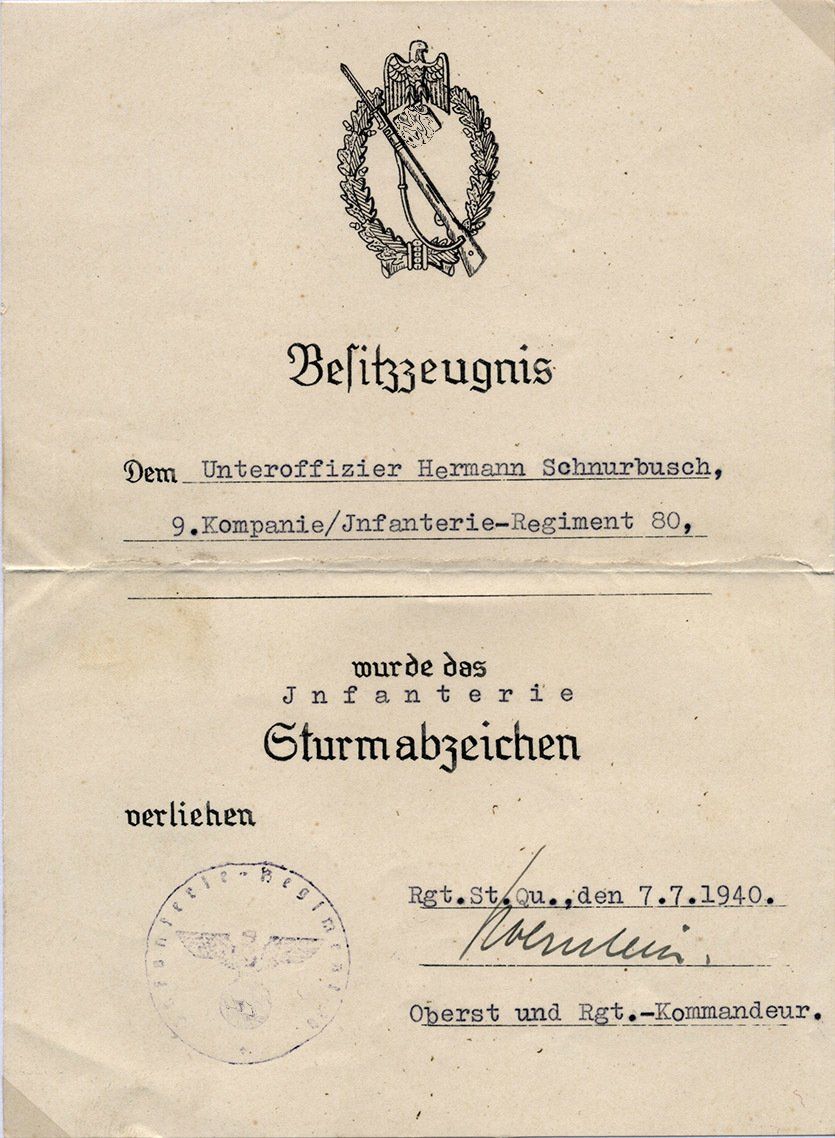 Besitzzeugnis
Dem Unteroffizier Hermann Schnurbusch,
9.Kompanie/Jnfanterie-Regiment 80,
wurde das
Jnfanterie
Sturmabzeichen
verliehen
Rgt.St.Qu.,den 7.7.1940.
Oberst und Rgt.-Kommandeur.